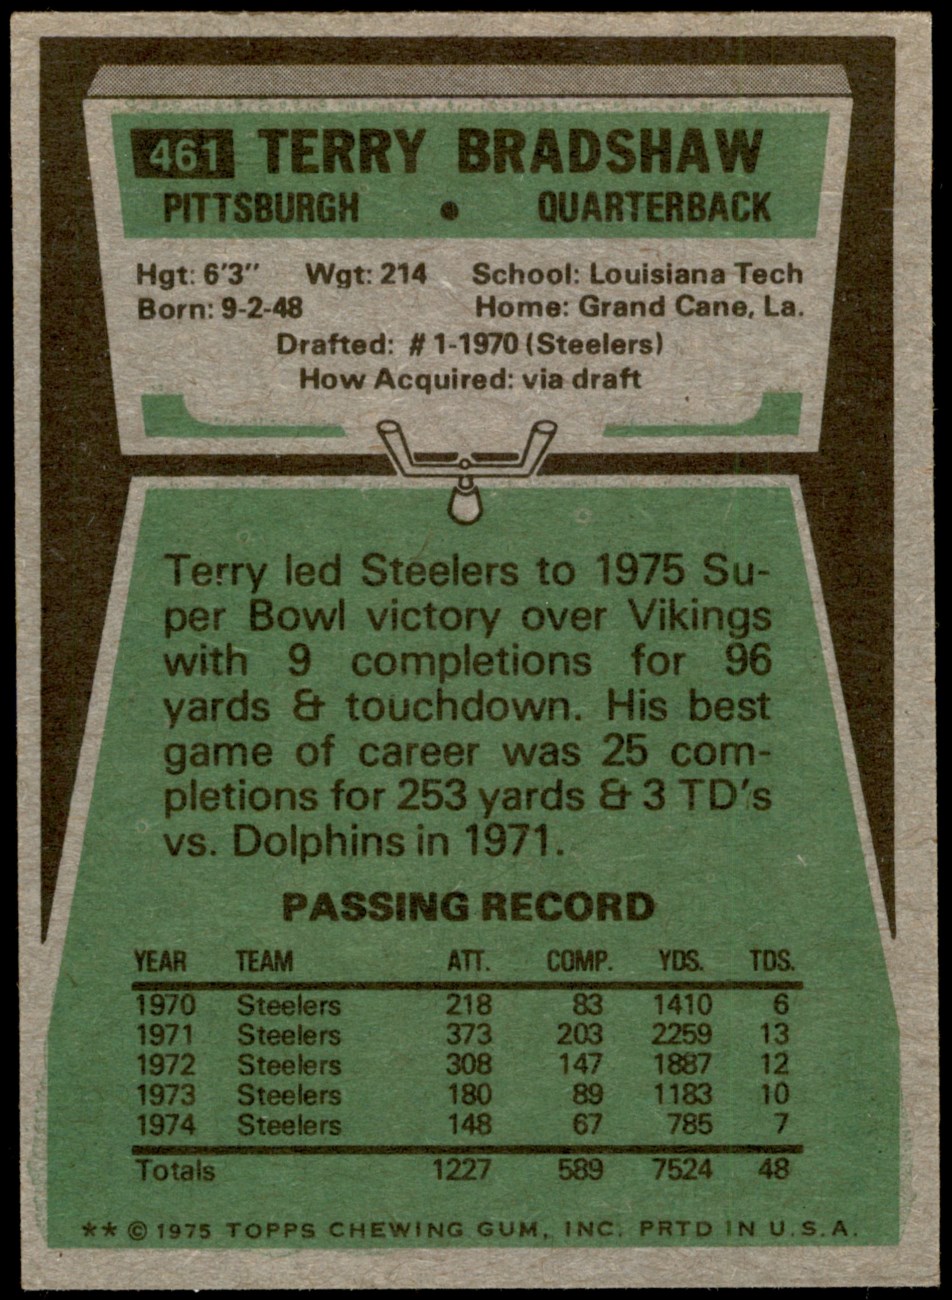 461 TERRY BRADSHAW
PITTSBURGH • QUARTERBACK
Hgt: 6'3" Wgt: 214 School: Louisiana Tech
Born: 9-2-48 Home: Grand Cane, La.
Drafted: #1-1970 (Steelers)
How Acquired: via draft
Terry led Steelers to 1975 Su-
per Bowl victory over Vikings
with 9 completions for 96
yards & touchdown. His best
game of career was 25 com-
pletions for 253 yards & 3 TD's
vs. Dolphins in 1971.
PASSING RECORD
YEAR TEAM ATT. COMP. YDS. TDS.
1970 Steelers 218 83 1410 6
1971 Steelers 373 203 2259 13
1972 Steelers 308 147 1887 12
1973 Steelers 180 89 1183 10
1974 Steelers 148 67 785 7
Totals 1227 589 7524 48
** © 1975 TOPPS CHEWING GUM, INC. PRTD IN U.S.A.